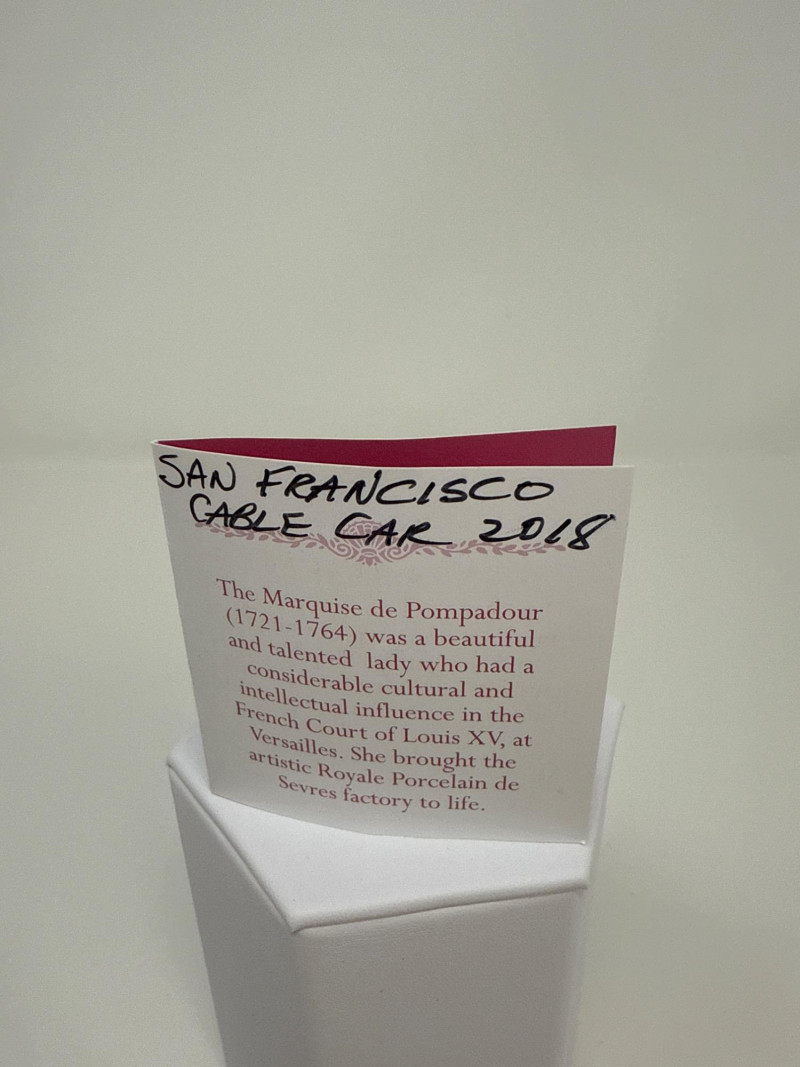 SAN FRANCISCO
CABLE CAR 2018
The Marquise de Pompadour
(1721-1764) was a beautiful
and talented lady who had a
considerable cultural and
intellectual influence in the
French Court of Louis XV, at
Versailles. She brought the
artistic Royale Porcelain de
Sevres factory to life.